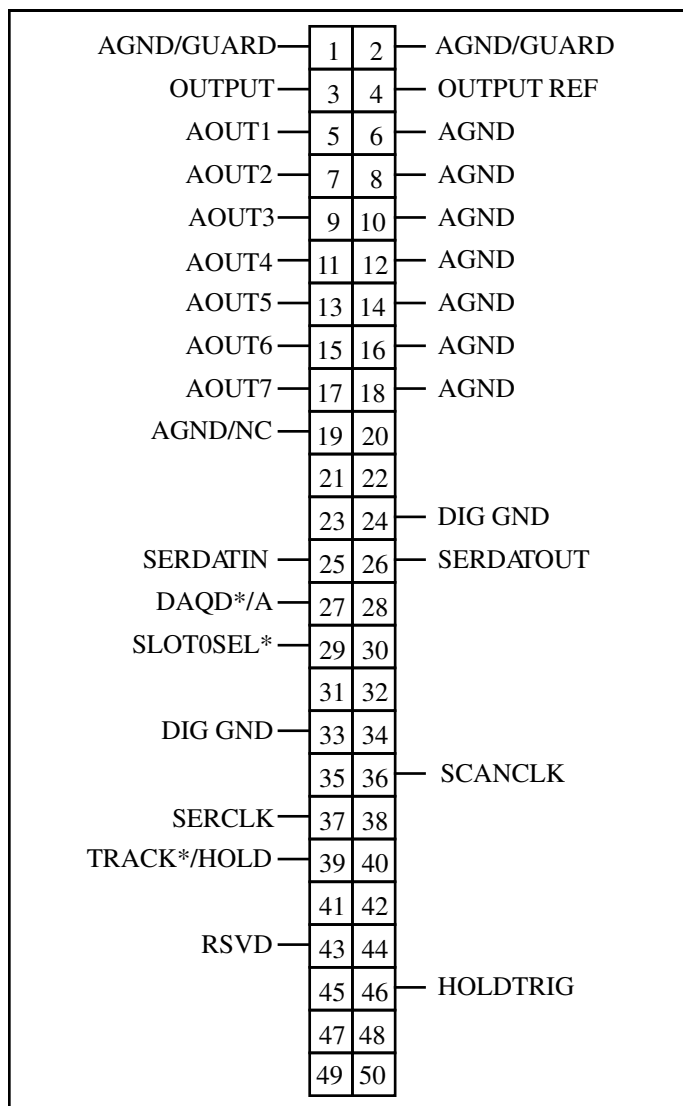 AGND/GUARD 1 2 AGND/GUARD
OUTPUT 3 4 OUTPUT REF
AOUT1 5 6 AGND
AOUT2 7 8 AGND
AOUT3 9 10 AGND
AOUT4 11 12 AGND
AOUT5 13 14 AGND
AOUT6 15 16 AGND
AOUT7 17 18 AGND
AGND/NC 19 20
21 22
23 24 DIG GND
SERDATIN 25 26 SERDATOUT
DAQD*/A 27 28
SLOT0SEL* 29 30
31 32
DIG GND 33 34
35 36 SCANCLK
SERCLK 37 38
TRACK*/HOLD 39 40
41 42
RSVD 43 44
45 46 HOLDTRIG
47 48
49 50